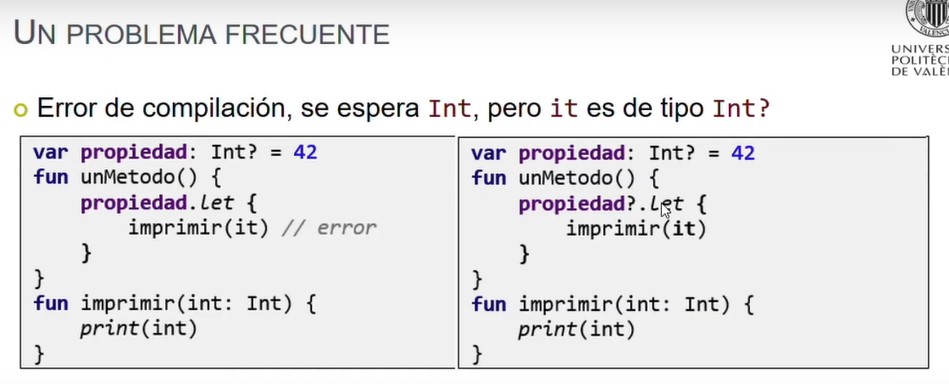 UN PROBLEMA FRECUENTE
UNIVERS
POLITÈC
DE VALÈN
Error de compilación, se espera Int, pero it es de tipo Int?
var propiedad: Int? = 42
fun unMetodo() {
propiedad.let {
imprimir(it) // error
}
}
fun imprimir(int: Int) {
print(int)
}
var propiedad: Int? = 42
fun unMetodo() {
propiedad?.let {
imprimir(it)
}
}
fun imprimir(int: Int) {
print(int)
}